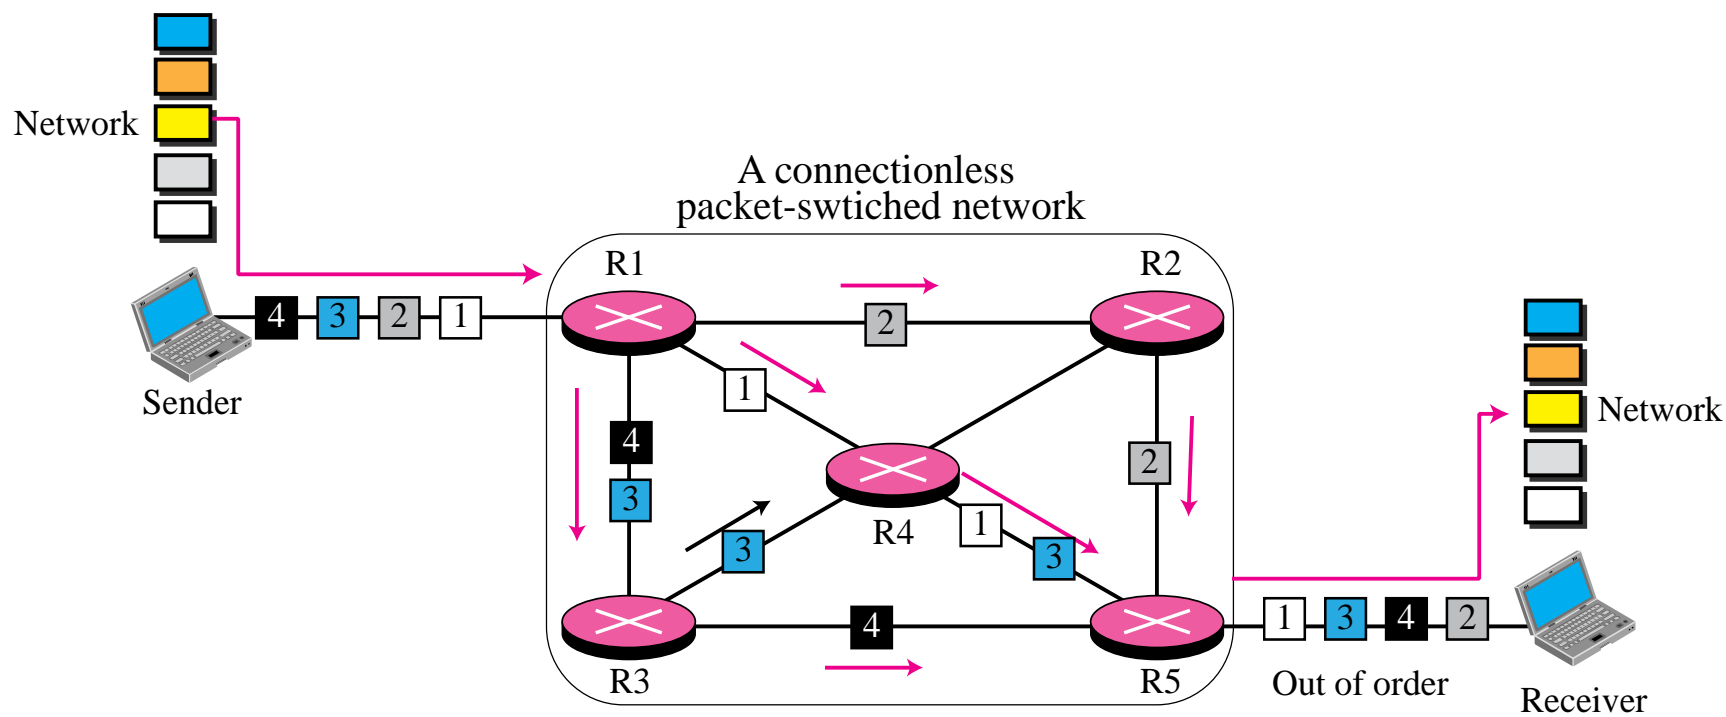 Network
A connectionless
packet-swtiched network
R1
R2
4 3 2 1
2
Sender
1
4
3
2
R4
1
3
3
Network
4
1 3 4 2
R3
R5
Out of order
Receiver